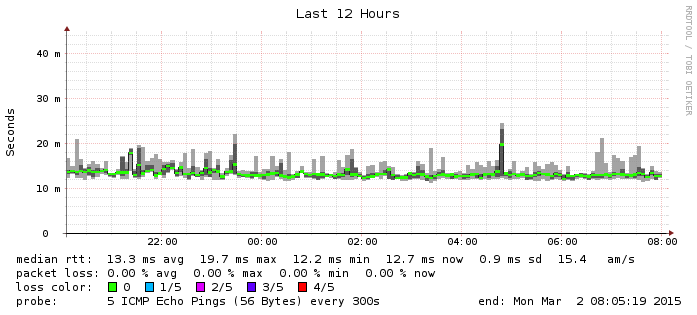 Last 12 Hours
RRDTOOL / TOBI OETIKER
Seconds
40 m
30 m
20 m
10 m
0
22:00 00:00 02:00 04:00 06:00 08:00
median rtt: 13.3 ms avg 19.7 ms max 12.2 ms min 12.7 ms now 0.9 ms sd 15.4 am/s
packet loss: 0.00 % avg 0.00 % max 0.00 % min 0.00 % now
loss color: 0 1/5 2/5 3/5 4/5
probe: 5 ICMP Echo Pings (56 Bytes) every 300s end: Mon Mar 2 08:05:19 2015